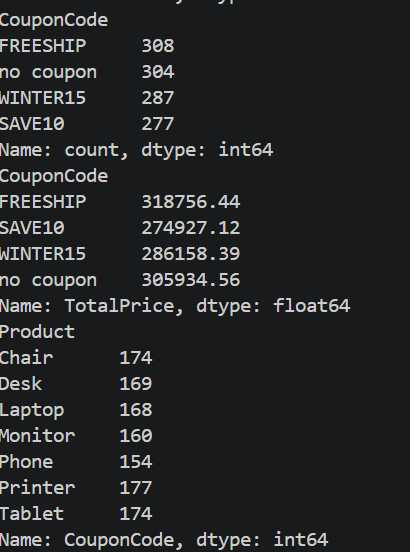 CouponCode
FREESHIP 308
no coupon 304
WINTER15 287
SAVE10 277
Name: count, dtype: int64
CouponCode
FREESHIP 318756.44
SAVE10 274927.12
WINTER15 286158.39
no coupon 305934.56
Name: TotalPrice, dtype: float64
Product
Chair 174
Desk 169
Laptop 168
Monitor 160
Phone 154
Printer 177
Tablet 174
Name: CouponCode, dtype: int64